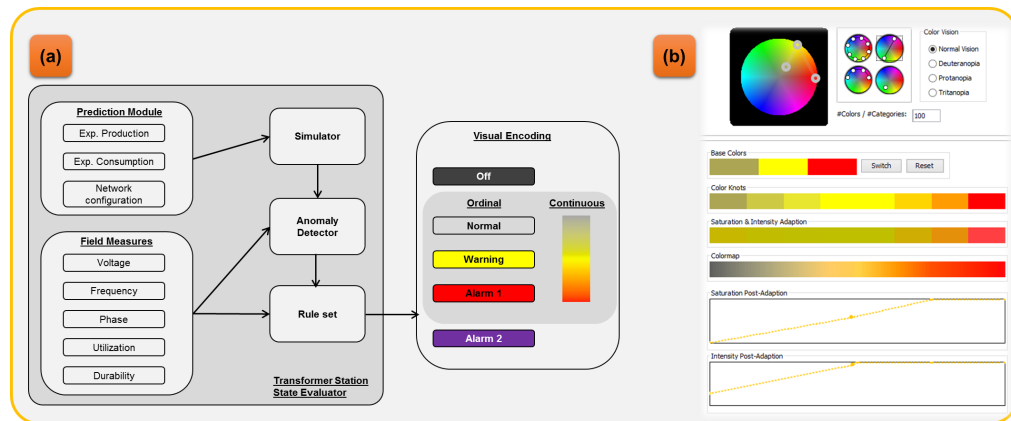 (a)
Prediction Module
Exp. Production
Exp. Consumption
Network
configuration
Field Measures
Voltage
Frequency
Phase
Utilization
Durability
Simulator
Anomaly
Detector
Rule set
Transformer Station
State Evaluator
Visual Encoding
Off
Ordinal
Continuous
Normal
Warning
Alarm 1
Alarm 2
(b)
Color Vision
Normal Vision
Deuteranopia
Protanopia
Tritanopia
#Colors / #Categories:
100
Base Colors
Switch
Reset
Color Knots
Saturation & Intensity Adaption
Colormap
Saturation Post-Adaption
Intensity Post-Adaption